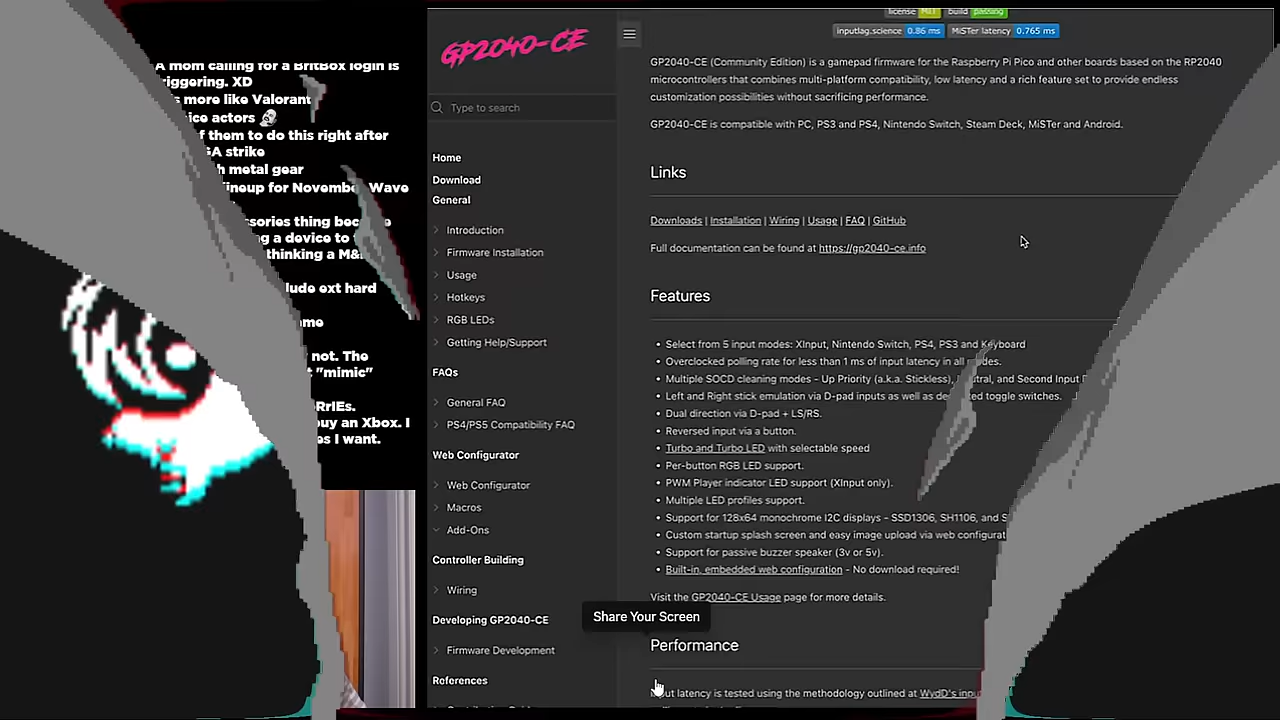 A mom calling for a BritBox login is
riggering. XD
s more like Valorant
ice actors
f them to do this right after
GA strike
h metal gear
ineup for November Wave
ssories thing because
g a device to
thinking a M&
lude ext hard
me
not. The
t "mimic"
RRIEs.
buy an Xbox. I
es I want.
GP2040-CE
Type to search
Home
Download
General
Introduction
Firmware Installation
Usage
Hotkeys
RGB LEDs
Getting Help/Support
FAQs
General FAQ
PS4/PS5 Compatibility FAQ
Web Configurator
Web Configurator
Macros
Add-Ons
Controller Building
Wiring
Developing GP2040-CE
Firmware Development
References
license MIT build passing
inputlag.science 0.86 ms MiSTer latency 0.765 ms
GP2040-CE (Community Edition) is a gamepad firmware for the Raspberry Pi Pico and other boards based on the RP2040
microcontrollers that combines multi-platform compatibility, low latency and a rich feature set to provide endless
customization possibilities without sacrificing performance.
GP2040-CE is compatible with PC, PS3 and PS4, Nintendo Switch, Steam Deck, MiSTer and Android.
Links
Downloads | Installation | Wiring | Usage | FAQ | GitHub
Full documentation can be found at https://gp2040-ce.info
Features
• Select from 5 input modes: XInput, Nintendo Switch, PS4, PS3 and Keyboard
• Overclocked polling rate for less than 1 ms of input latency in all modes.
• Multiple SOCD cleaning modes - Up Priority (a.k.a. Stickless), Neutral, and Second Input
• Left and Right stick emulation via D-pad inputs as well as dedicated toggle switches.
• Dual direction via D-pad + LS/RS.
• Reversed input via a button.
• Turbo and Turbo LED with selectable speed
• Per-button RGB LED support.
• PWM Player indicator LED support (XInput only).
• Multiple LED profiles support.
• Support for 128x64 monochrome I2C displays - SSD1306, SH1106, and S
• Custom startup splash screen and easy image upload via web configurat
• Support for passive buzzer speaker (3v or 5v).
• Built-in, embedded web configuration - No download required!
Visit the GP2040-CE Usage page for more details.
Share Your Screen
Performance
Input latency is tested using the methodology outlined at WydD's inpu